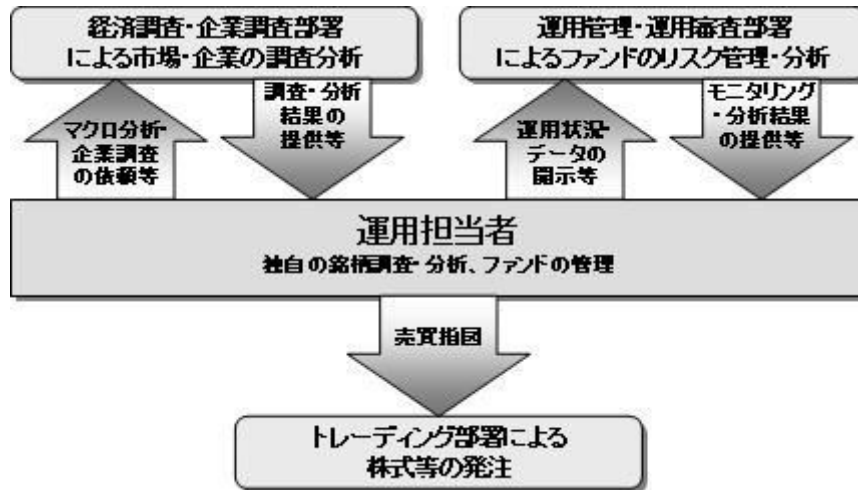 経済調査・企業調査部署
による市場・企業の調査分析
運用管理・運用審査部署
によるファンドのリスク管理・分析
マクロ分析・
企業調査
の依頼等
調査・分析
結果の
提供等
運用状況・
データの
開示等
モニタリング
・分析結果
の提供等
運用担当者
独自の銘柄調査・分析、ファンドの管理
売買指図
トレーディング部署による
株式等の発注